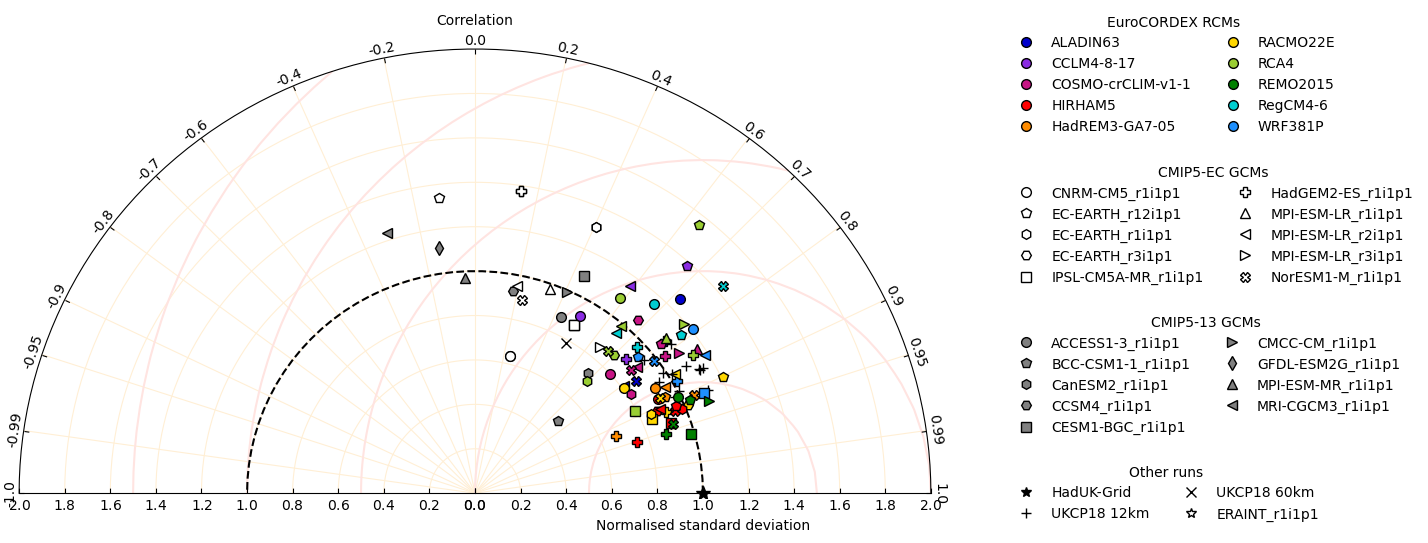 Correlation
0.0
-0.2 0.2
-0.4 0.4
-0.6 0.6
-0.7 0.7
-0.8 0.8
-0.9 0.9
-0.95 0.95
-0.99 0.99
-1.0 1.0
2.0 1.8 1.6 1.4 1.2 1.0 0.8 0.6 0.4 0.2 0.0 0.2 0.4 0.6 0.8 1.0 1.2 1.4 1.6 1.8 2.0
Normalised standard deviation
EuroCORDEX RCMs
ALADIN63 RACMO22E
CCLM4-8-17 RCA4
COSMO-crCLIM-v1-1 REMO2015
HIRHAM5 RegCM4-6
HadREM3-GA7-05 WRF381P
CMIP5-EC GCMs
CNRM-CM5_r1i1p1 HadGEM2-ES_r1i1p1
EC-EARTH_r12i1p1 MPI-ESM-LR_r1i1p1
EC-EARTH_r1i1p1 MPI-ESM-LR_r2i1p1
EC-EARTH_r3i1p1 MPI-ESM-LR_r3i1p1
IPSL-CM5A-MR_r1i1p1 NorESM1-M_r1i1p1
CMIP5-13 GCMs
ACCESS1-3_r1i1p1 CMCC-CM_r1i1p1
BCC-CSM1-1_r1i1p1 GFDL-ESM2G_r1i1p1
CanESM2_r1i1p1 MPI-ESM-MR_r1i1p1
CCSM4_r1i1p1 MRI-CGCM3_r1i1p1
CESM1-BGC_r1i1p1
Other runs
HadUK-Grid UKCP18 60km
UKCP18 12km ERAINT_r1i1p1